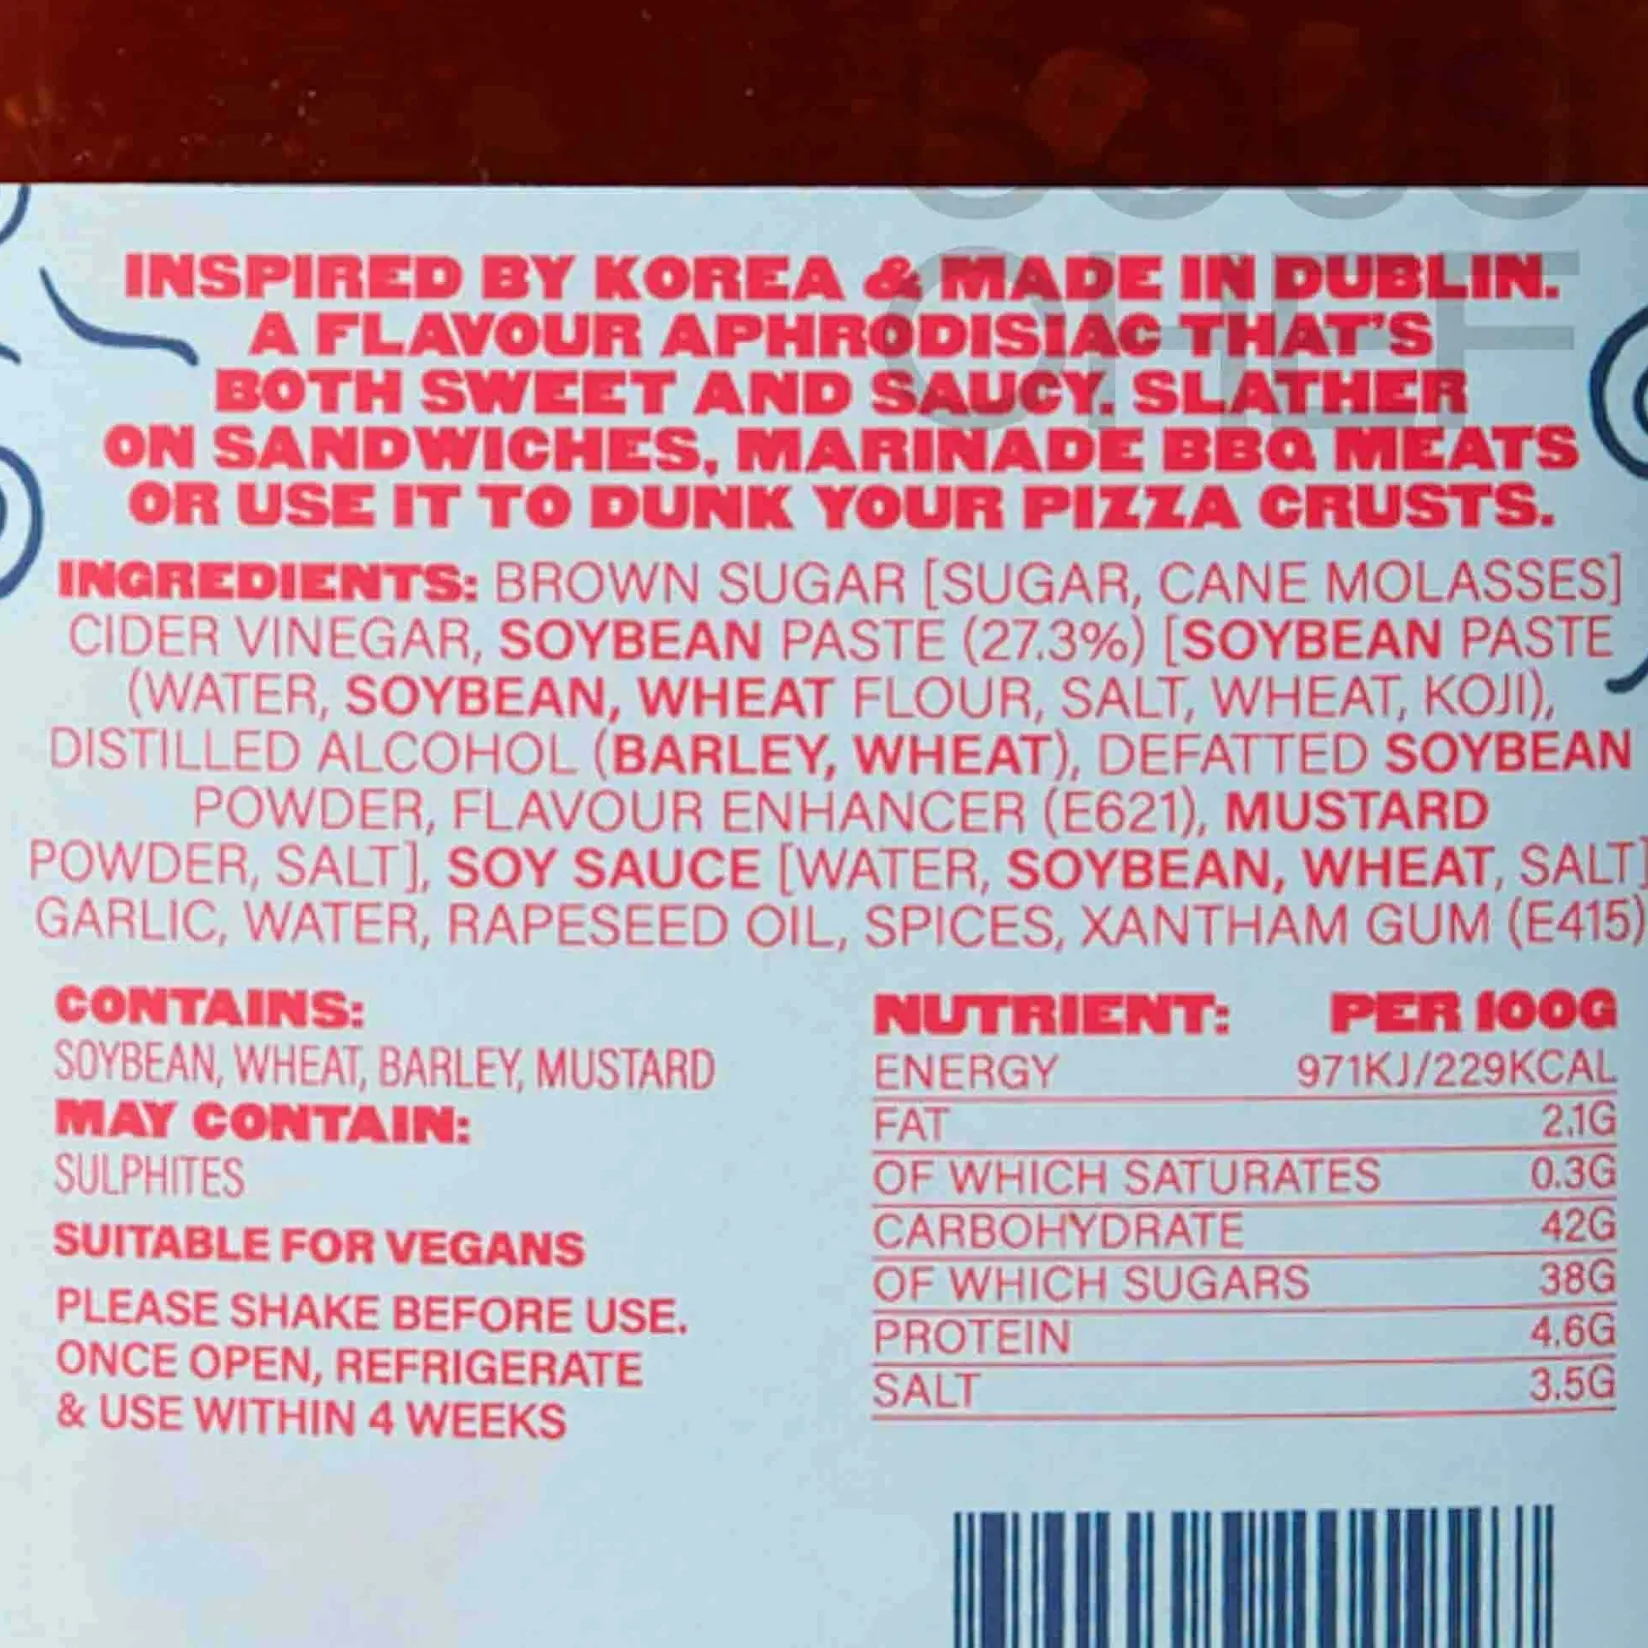 INSPIRED BY KOREA & MADE IN DUBLIN.
A FLAVOUR APHRODISIAC THAT'S
BOTH SWEET AND SAUCY. SLATHER
ON SANDWICHES, MARINADE BBQ MEATS
OR USE IT TO DUNK YOUR PIZZA CRUSTS.
INGREDIENTS: BROWN SUGAR [SUGAR, CANE MOLASSES]
CIDER VINEGAR, SOYBEAN PASTE (27.3%) [SOYBEAN PASTE
(WATER, SOYBEAN, WHEAT FLOUR, SALT, WHEAT, KOJI),
DISTILLED ALCOHOL (BARLEY, WHEAT), DEFATTED SOYBEAN
POWDER, FLAVOUR ENHANCER (E621), MUSTARD
POWDER, SALT], SOY SAUCE [WATER, SOYBEAN, WHEAT, SALT]
GARLIC, WATER, RAPESEED OIL, SPICES, XANTHAM GUM (E415)
CONTAINS:
SOYBEAN, WHEAT, BARLEY, MUSTARD
MAY CONTAIN:
SULPHITES
SUITABLE FOR VEGANS
PLEASE SHAKE BEFORE USE.
ONCE OPEN, REFRIGERATE
& USE WITHIN 4 WEEKS
NUTRIENT: PER 100G
ENERGY 971KJ/229KCAL
FAT 2.1G
OF WHICH SATURATES 0.3G
CARBOHYDRATE 42G
OF WHICH SUGARS 38G
PROTEIN 4.6G
SALT 3.5G